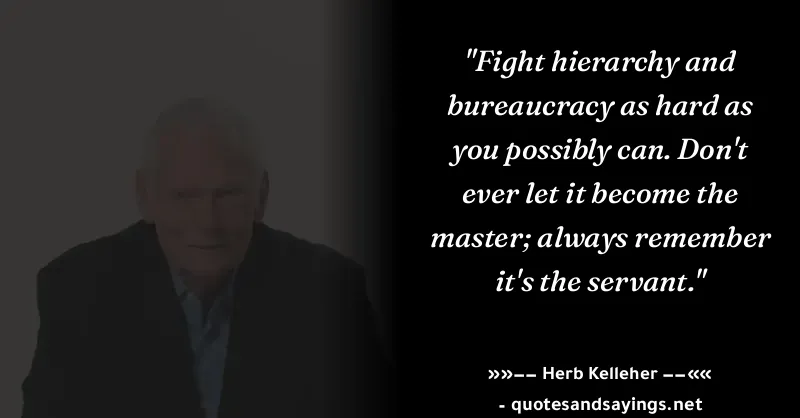 "Fight hierarchy and
bureaucracy as hard as
you possibly can. Don't
ever let it become the
master; always remember
it's the servant."
»»−− Herb Kelleher −−««
- quotesandsayings.net